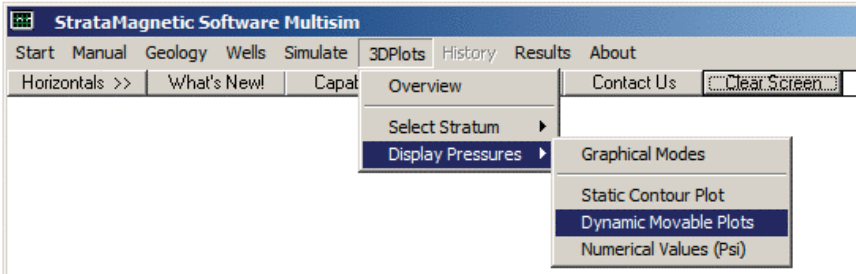 StrataMagnetic Software Multisim
Start Manual Geology Wells Simulate 3DPlots History Results About
Horizontals >> What's New! Contact Us Clear Screen
Overview
Select Stratum
Display Pressures
Graphical Modes
Static Contour Plot
Dynamic Movable Plots
Numerical Values (Psi)